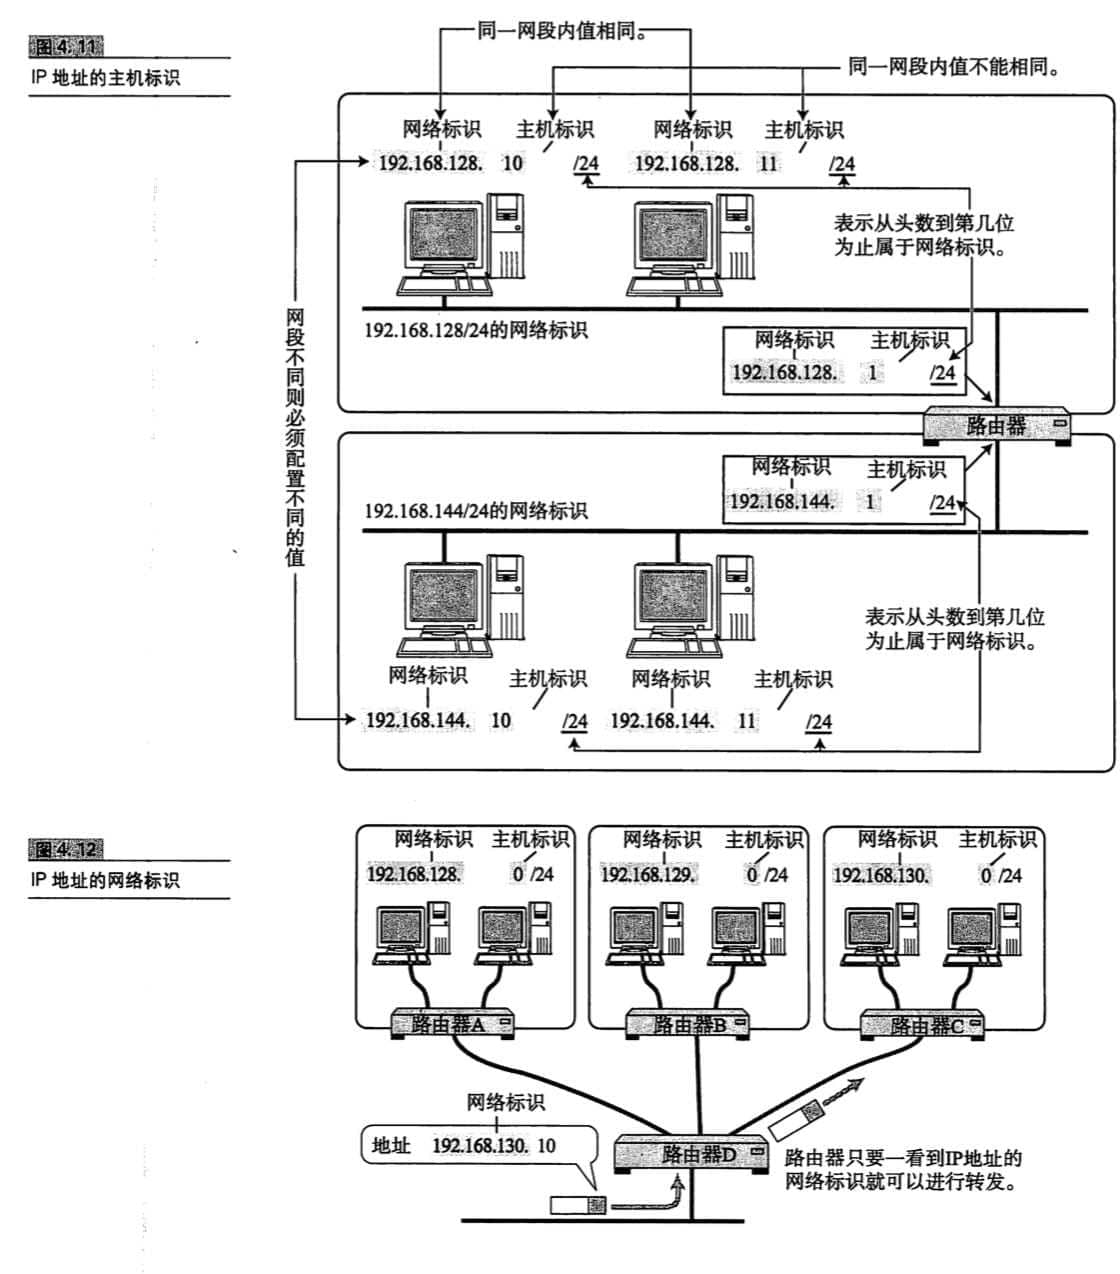 图4.11
IP 地址的主机标识
同一网段内值相同。
同一网段内值不能相同。
网络标识 主机标识 网络标识 主机标识
192.168.128. 10 /24 192.168.128. 11 /24
表示从头数到第几位
为止属于网络标识。
192.168.128/24的网络标识
网络标识 主机标识
192.168.128. 1 /24
路由器
网段不同则必须配置不同的值
网络标识 主机标识
192.168.144. 1 /24
192.168.144/24的网络标识
表示从头数到第几位
为止属于网络标识。
网络标识 主机标识 网络标识 主机标识
192.168.144. 10 /24 192.168.144. 11 /24
图4.12
IP 地址的网络标识
网络标识 主机标识 网络标识 主机标识 网络标识 主机标识
192.168.128. 0 /24 192.168.129. 0 /24 192.168.130. 0 /24
路由器A 路由器B 路由器C
网络标识
地址 192.168.130. 10
路由器D
路由器只要一看到IP地址的
网络标识就可以进行转发。